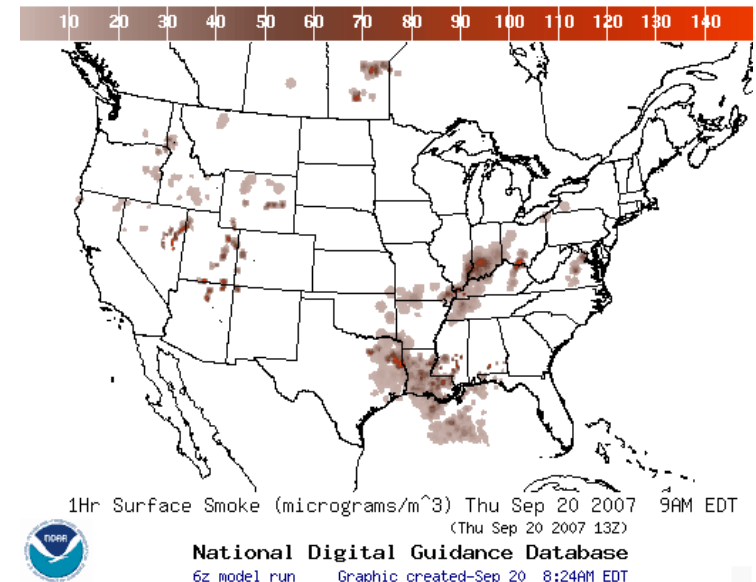 10 20 30 40 50 60 70 80 90 100 110 120 130 140
1Hr Surface Smoke (micrograms/m^3) Thu Sep 20 2007 9AM EDT
(Thu Sep 20 2007 13Z)
NOAA
National Digital Guidance Database
6z model run Graphic created-Sep 20 8:24AM EDT